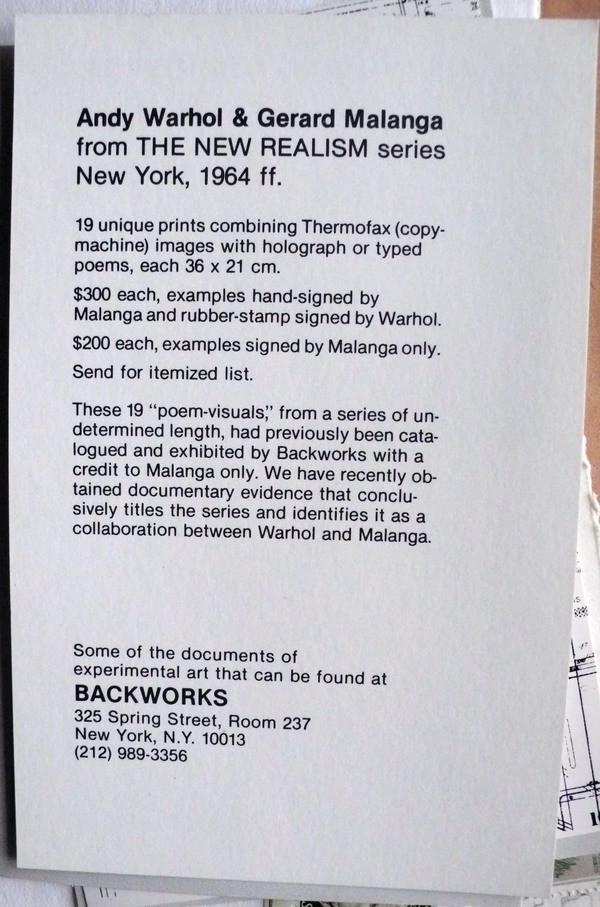 Andy Warhol & Gerard Malanga
from THE NEW REALISM series
New York, 1964 ff.
19 unique prints combining Thermofax (copy-
machine) images with holograph or typed
poems, each 36 x 21 cm.
$300 each, examples hand-signed by
Malanga and rubber-stamp signed by Warhol.
$200 each, examples signed by Malanga only.
Send for itemized list.
These 19 “poem-visuals,” from a series of un-
determined length, had previously been cata-
logued and exhibited by Backworks with a
credit to Malanga only. We have recently ob-
tained documentary evidence that conclu-
sively titles the series and identifies it as a
collaboration between Warhol and Malanga.
Some of the documents of
experimental art that can be found at
BACKWORKS
325 Spring Street, Room 237
New York, N.Y. 10013
(212) 989-3356